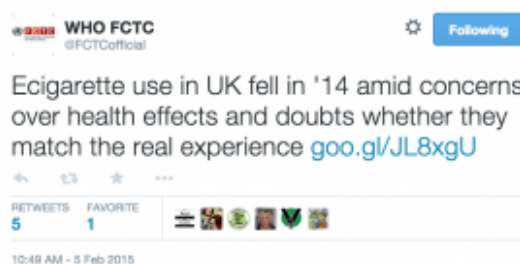 WHO FCTC
@FCTCofficial
Following
Ecigarette use in UK fell in '14 amid concerns
over health effects and doubts whether they
match the real experience goo.gl/JL8xgU
RETWEETS FAVORITE
5 1
10:49 AM - 5 Feb 2015